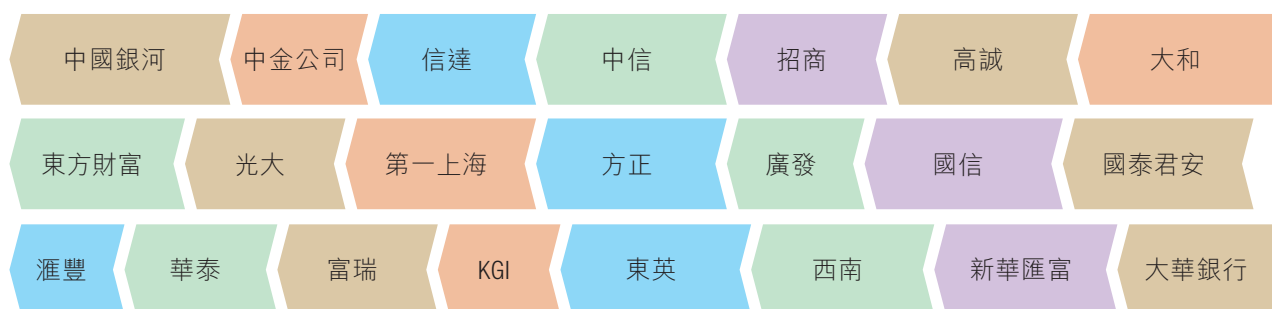 中國銀河 中金公司 信達 中信 招商 高誠 大和
東方財富 光大 第一上海 方正 廣發 國信 國泰君安
滙豐 華泰 富瑞 KGI 東英 西南 新華匯富 大華銀行